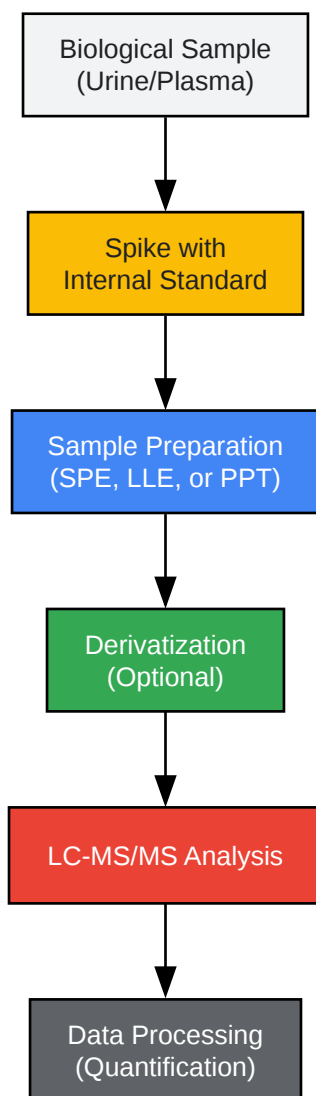 Biological Sample
(Urine/Plasma)
Spike with
Internal Standard
Sample Preparation
(SPE, LLE, or PPT)
Derivatization
(Optional)
LC-MS/MS Analysis
Data Processing
(Quantification)